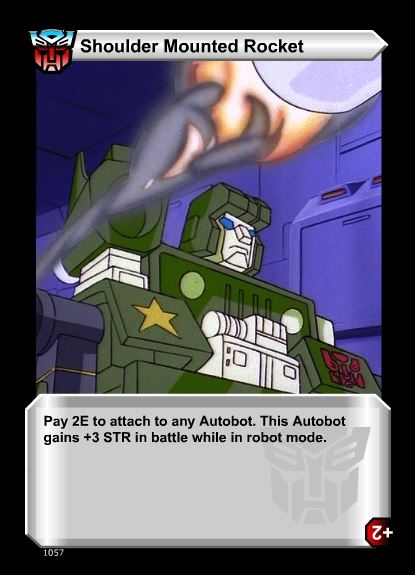 Shoulder Mounted Rocket
Pay 2E to attach to any Autobot. This Autobot
gains +3 STR in battle while in robot mode.
+2
1057